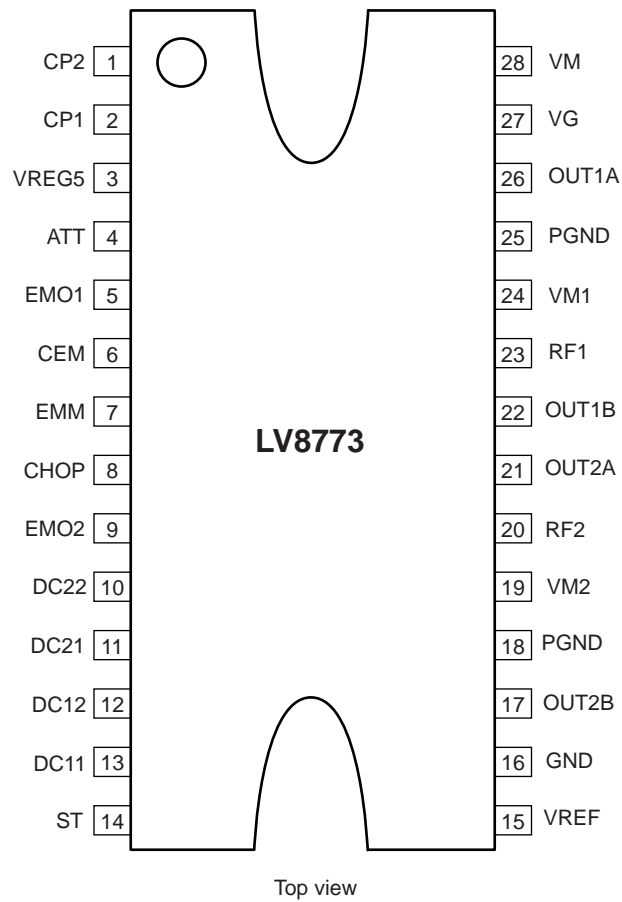 CP2 1 28 VM
CP1 2 27 VG
VREG5 3 26 OUT1A
ATT 4 25 PGND
EMO1 5 24 VM1
CEM 6 23 RF1
EMM 7 22 OUT1B
LV8773
CHOP 8 21 OUT2A
EMO2 9 20 RF2
DC22 10 19 VM2
DC21 11 18 PGND
DC12 12 17 OUT2B
DC11 13 16 GND
ST 14 15 VREF
Top view